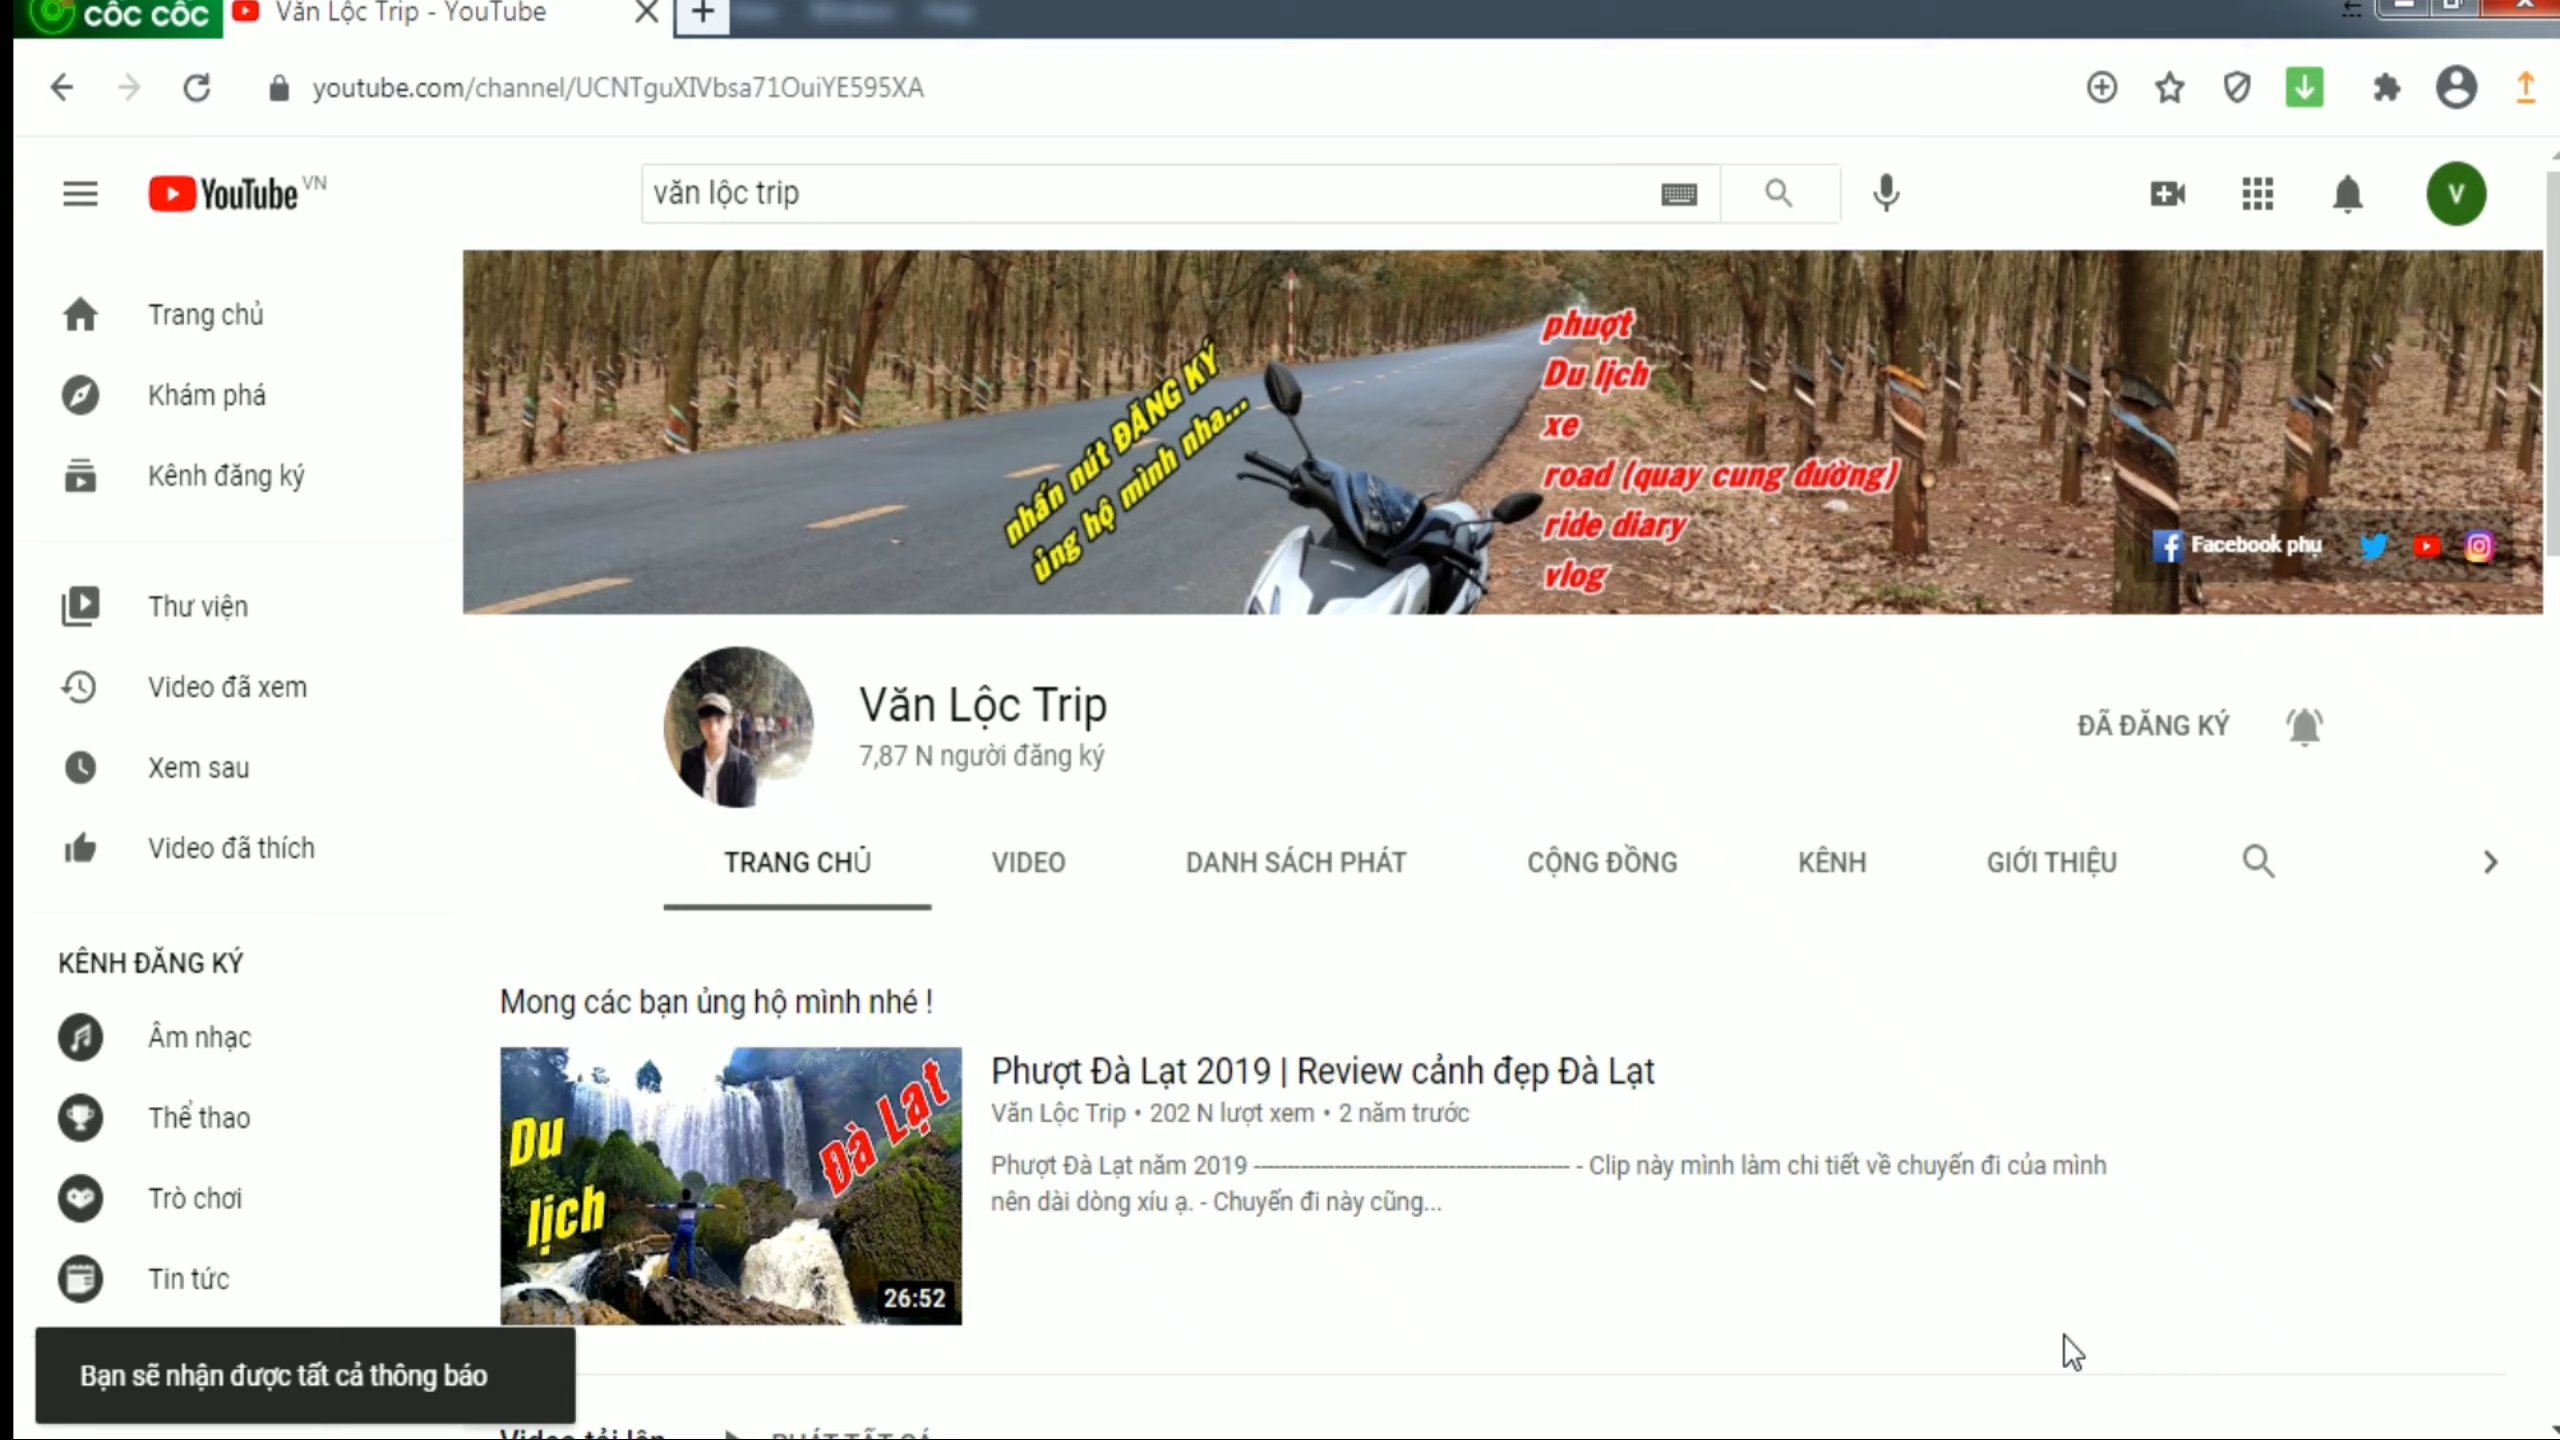 cốc cốc
Văn Lộc Trip - YouTube
youtube.com/channel/UCNTguXIVbsa71OuiYE595XA
YouTube VN
văn lộc trip
V
Trang chủ
Khám phá
Kênh đăng ký
Thư viện
Video đã xem
Xem sau
Video đã thích
KÊNH ĐĂNG KÝ
Âm nhạc
Thể thao
Trò chơi
Tin tức
Bạn sẽ nhận được tất cả thông báo
nhấn nút ĐĂNG KÝ
ủng hộ mình nha...
phượt
Du lịch
xe
road (quay cung đường)
ride diary
vlog
Facebook phụ
Văn Lộc Trip
7,87 N người đăng ký
ĐÃ ĐĂNG KÝ
TRANG CHỦ
VIDEO
DANH SÁCH PHÁT
CỘNG ĐỒNG
KÊNH
GIỚI THIỆU
Mong các bạn ủng hộ mình nhé !
Du
lịch
Đà Lạt
26:52
Phượt Đà Lạt 2019 | Review cảnh đẹp Đà Lạt
Văn Lộc Trip • 202 N lượt xem • 2 năm trước
Phượt Đà Lạt năm 2019 ---------------------------------------------- - Clip này mình làm chi tiết về chuyến đi của mình
nên dài dòng xíu ạ. - Chuyến đi này cũng...
Video tải lên
PHÁT TẤT CẢ